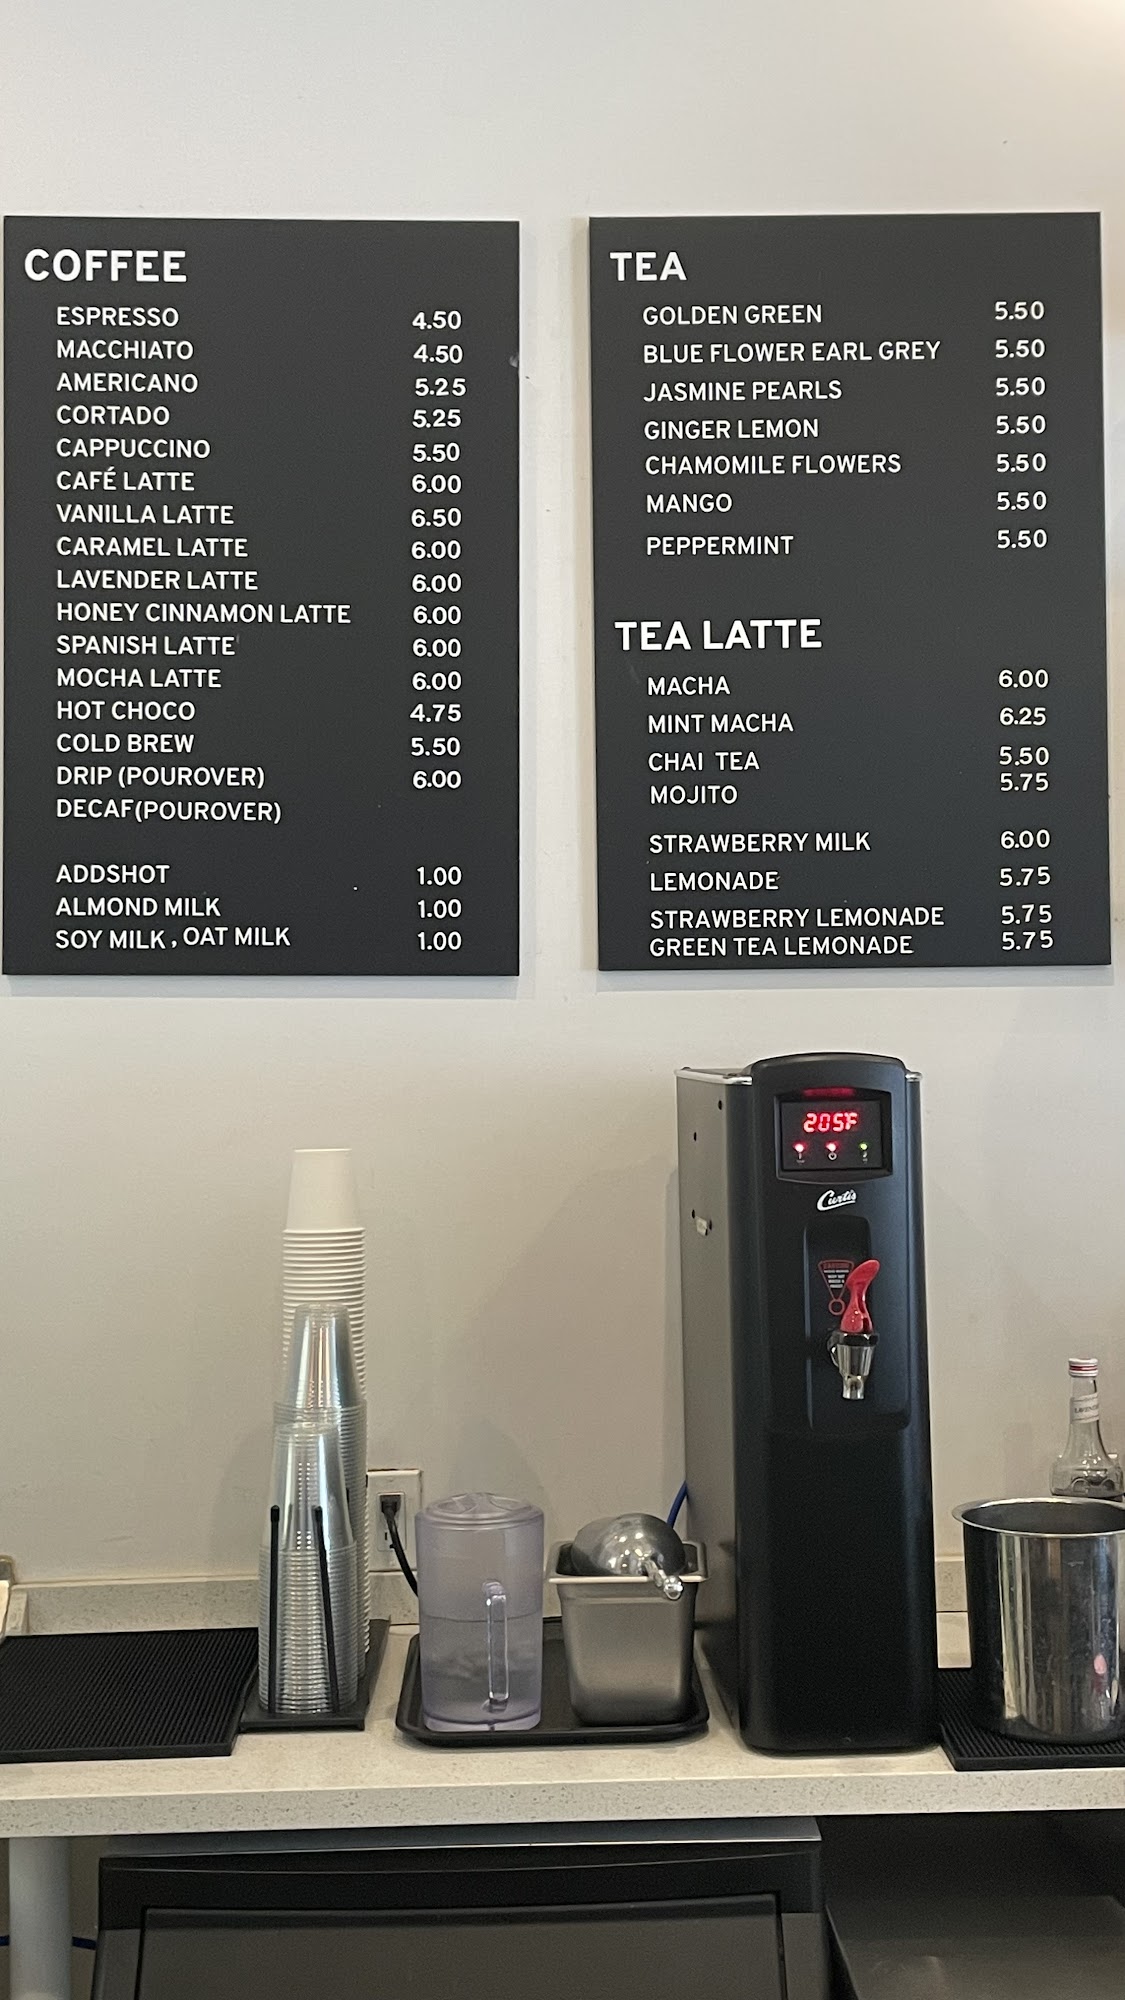 COFFEE
ESPRESSO 4.50
MACCHIATO 4.50
AMERICANO 5.25
CORTADO 5.25
CAPPUCCINO 5.50
CAFÉ LATTE 6.00
VANILLA LATTE 6.50
CARAMEL LATTE 6.00
LAVENDER LATTE 6.00
HONEY CINNAMON LATTE 6.00
SPANISH LATTE 6.00
MOCHA LATTE 6.00
HOT CHOCO 4.75
COLD BREW 5.50
DRIP (POUROVER) 6.00
DECAF(POUROVER)
ADDSHOT 1.00
ALMOND MILK 1.00
SOY MILK , OAT MILK 1.00
TEA
GOLDEN GREEN 5.50
BLUE FLOWER EARL GREY 5.50
JASMINE PEARLS 5.50
GINGER LEMON 5.50
CHAMOMILE FLOWERS 5.50
MANGO 5.50
PEPPERMINT 5.50
TEA LATTE
MACHA 6.00
MINT MACHA 6.25
CHAI TEA 5.50
MOJITO 5.75
STRAWBERRY MILK 6.00
LEMONADE 5.75
STRAWBERRY LEMONADE 5.75
GREEN TEA LEMONADE 5.75
205F
Curtis